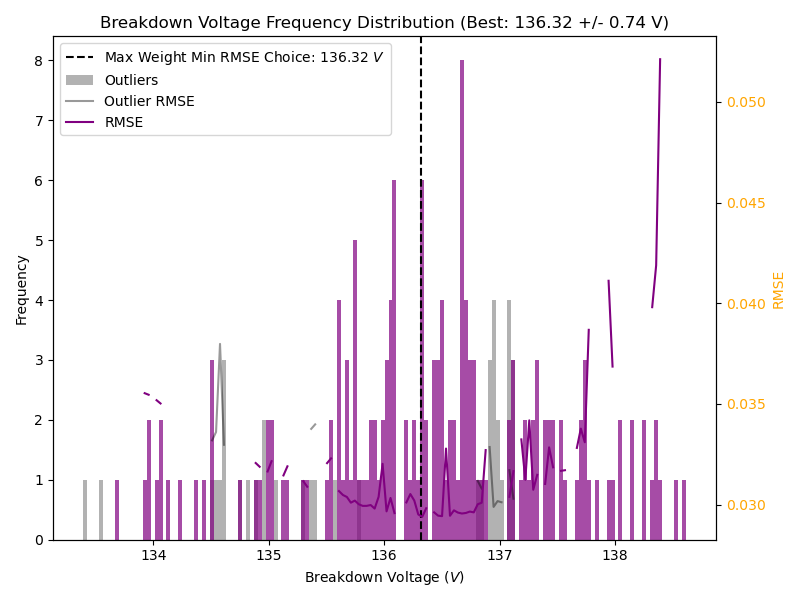 Breakdown Voltage Frequency Distribution (Best: 136.32 +/- 0.74 V)
Max Weight Min RMSE Choice: 136.32 V
Outliers
Outlier RMSE
RMSE
8
7
6
5
4
3
2
1
0
Frequency
0.050
0.045
0.040
0.035
0.030
RMSE
134 135 136 137 138
Breakdown Voltage (V)